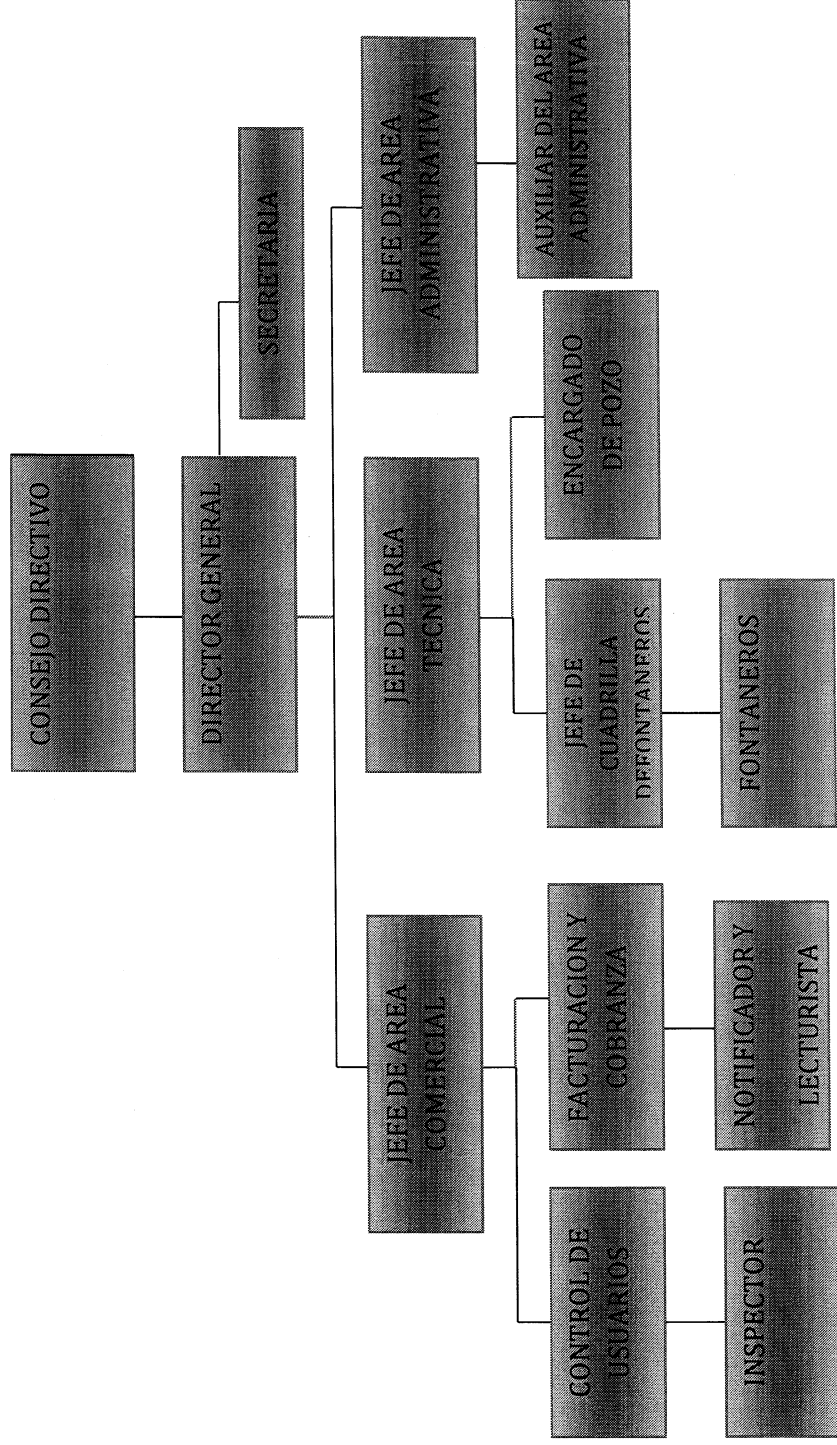 CONSEJO DIRECTIVO
DIRECTOR GENERAL
SECRETARIA
JEFE DE AREA
COMERCIAL
JEFE DE AREA
TECNICA
JEFE DE AREA
ADMINISTRATIVA
CONTROL DE
USUARIOS
FACTURACION Y
COBRANZA
JEFE DE
CUADRILLA
DEFONTANEROS
ENCARGADO
DE POZO
AUXILIAR DEL AREA
ADMINISTRATIVA
INSPECTOR
NOTIFICADOR Y
LECTURISTA
FONTANEROS